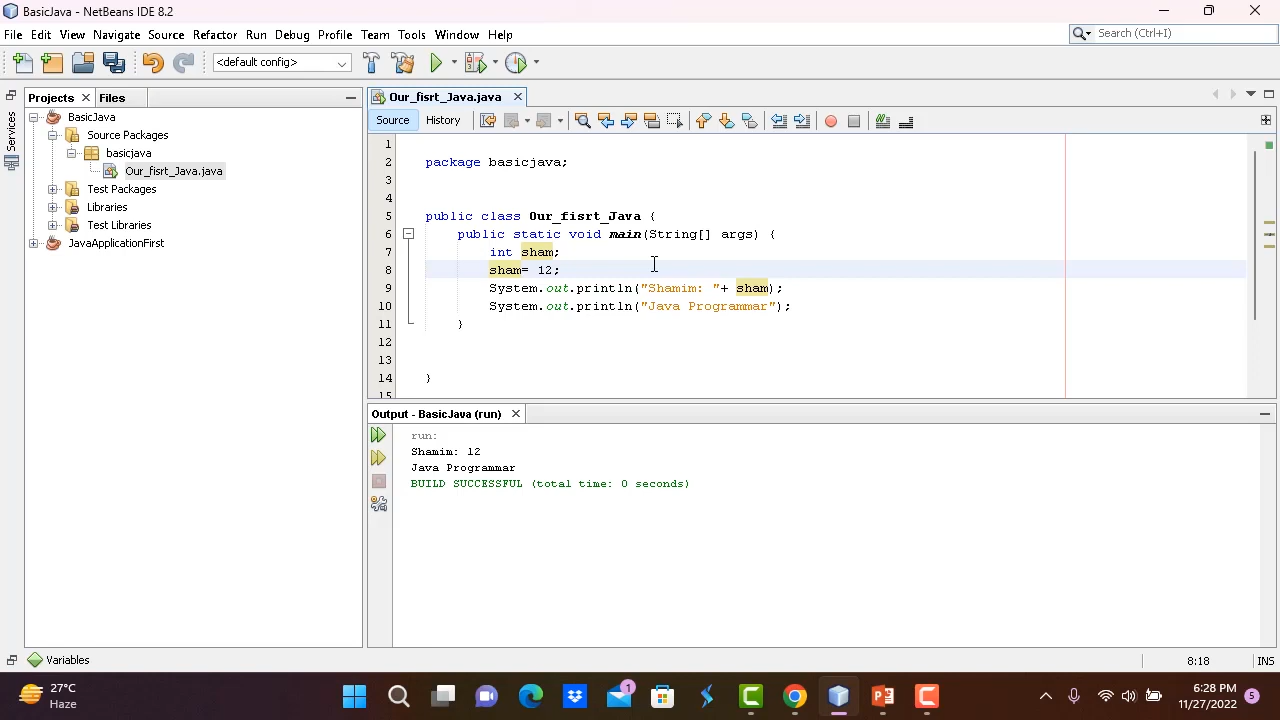 BasicJava - NetBeans IDE 8.2
File Edit View Navigate Source Refactor Run Debug Profile Team Tools Window Help
Search (Ctrl+I)
<default config>
Projects
Files
Services
BasicJava
Source Packages
basicjava
Our_fisrt_Java.java
Test Packages
Libraries
Test Libraries
JavaApplicationFirst
Our_fisrt_Java.java
Source History
1
2 package basicjava;
3
4
5 public class Our_fisrt_Java {
6 public static void main(String[] args) {
7 int sham;
8 sham= 12;
9 System.out.println("Shamim: "+ sham);
10 System.out.println("Java Programmar");
11 }
12
13
14 }
15
Output - BasicJava (run)
run:
Shamim: 12
Java Programmar
BUILD SUCCESSFUL (total time: 0 seconds)
Variables
8:18
INS
27°C
Haze
1
6:28 PM
11/27/2022
5